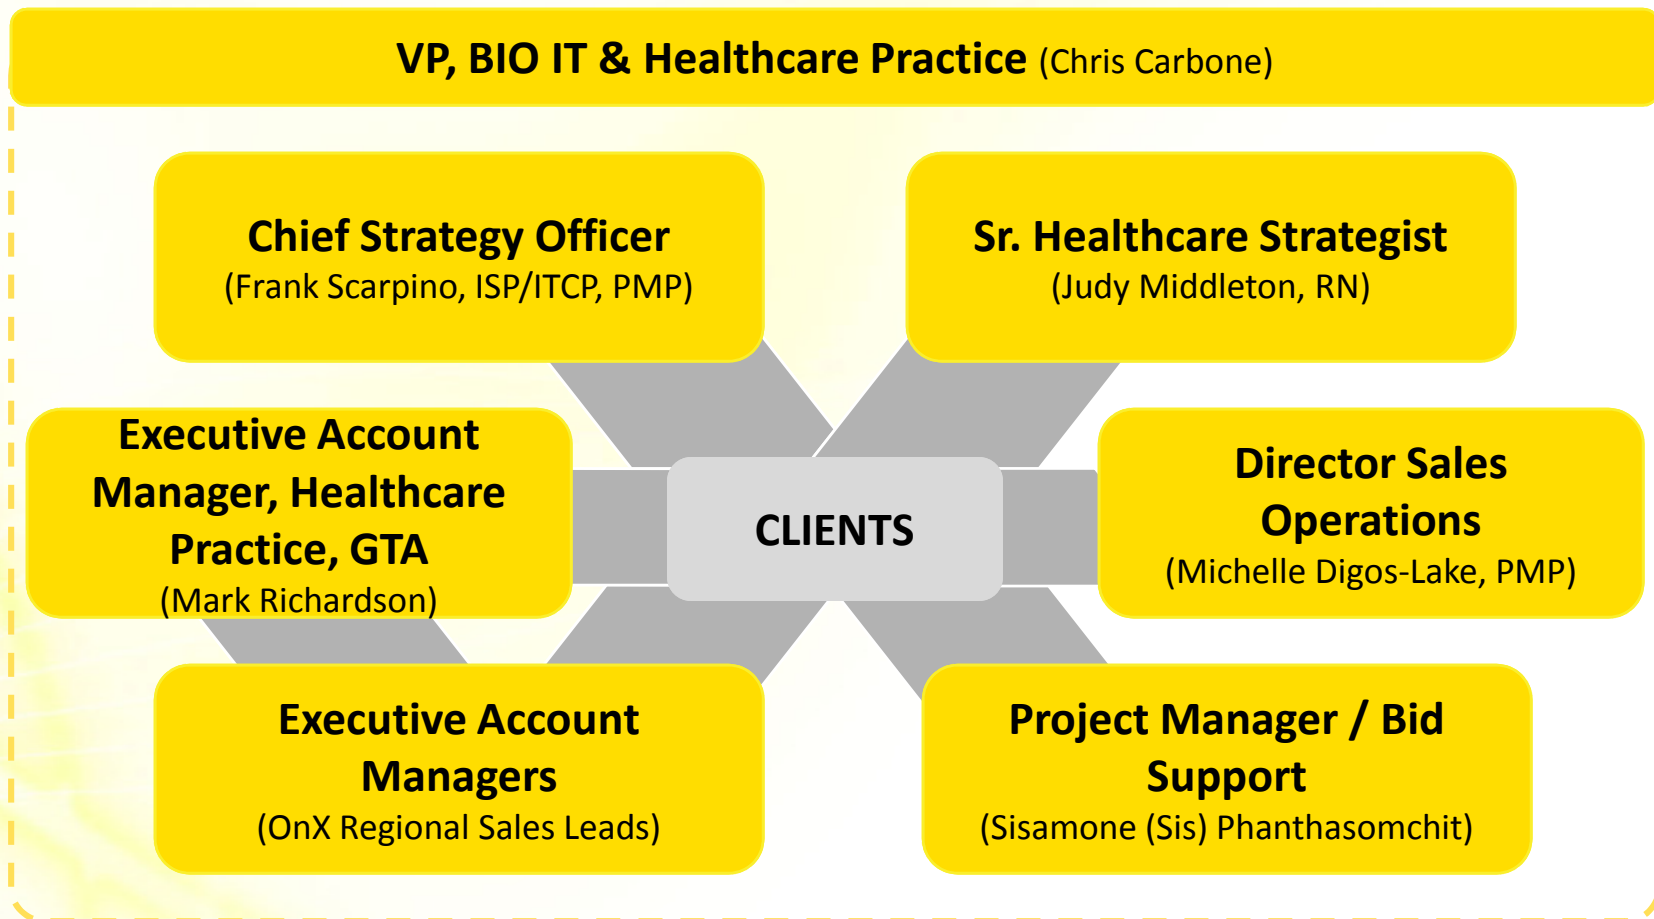 VP, BIO IT & Healthcare Practice (Chris Carbone)
Chief Strategy Officer
(Frank Scarpino, ISP/ITCP, PMP)
Sr. Healthcare Strategist
(Judy Middleton, RN)
Executive Account
Manager, Healthcare
Practice, GTA
(Mark Richardson)
CLIENTS
Director Sales
Operations
(Michelle Digos-Lake, PMP)
Executive Account
Managers
(OnX Regional Sales Leads)
Project Manager / Bid
Support
(Sisamone (Sis) Phanthasomchit)